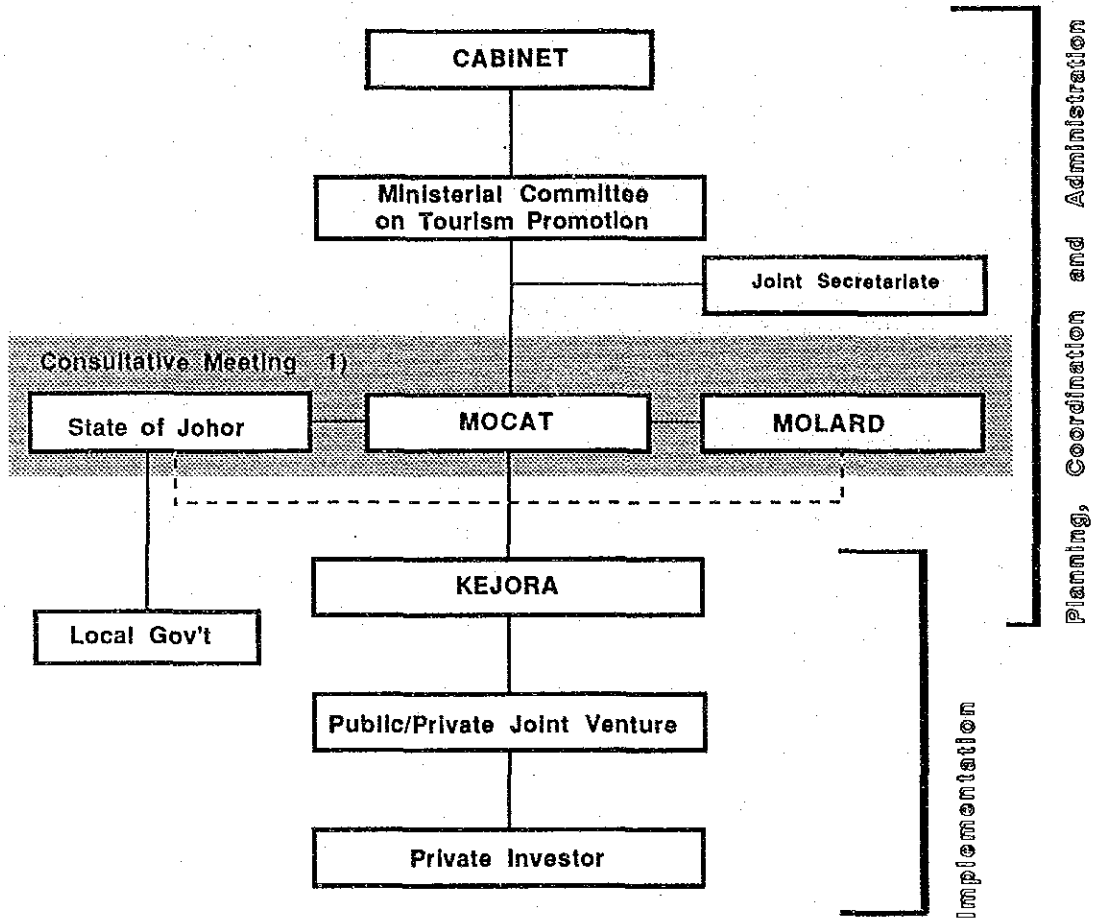 CABINET
Ministerial Committee
on Tourism Promotion
Joint Secretariate
Consultative Meeting 1)
State of Johor
MOCAT
MOLARD
KEJORA
Local Gov't
Public/Private Joint Venture
Private Investor
Planning, Coordination and Administration
Implementation